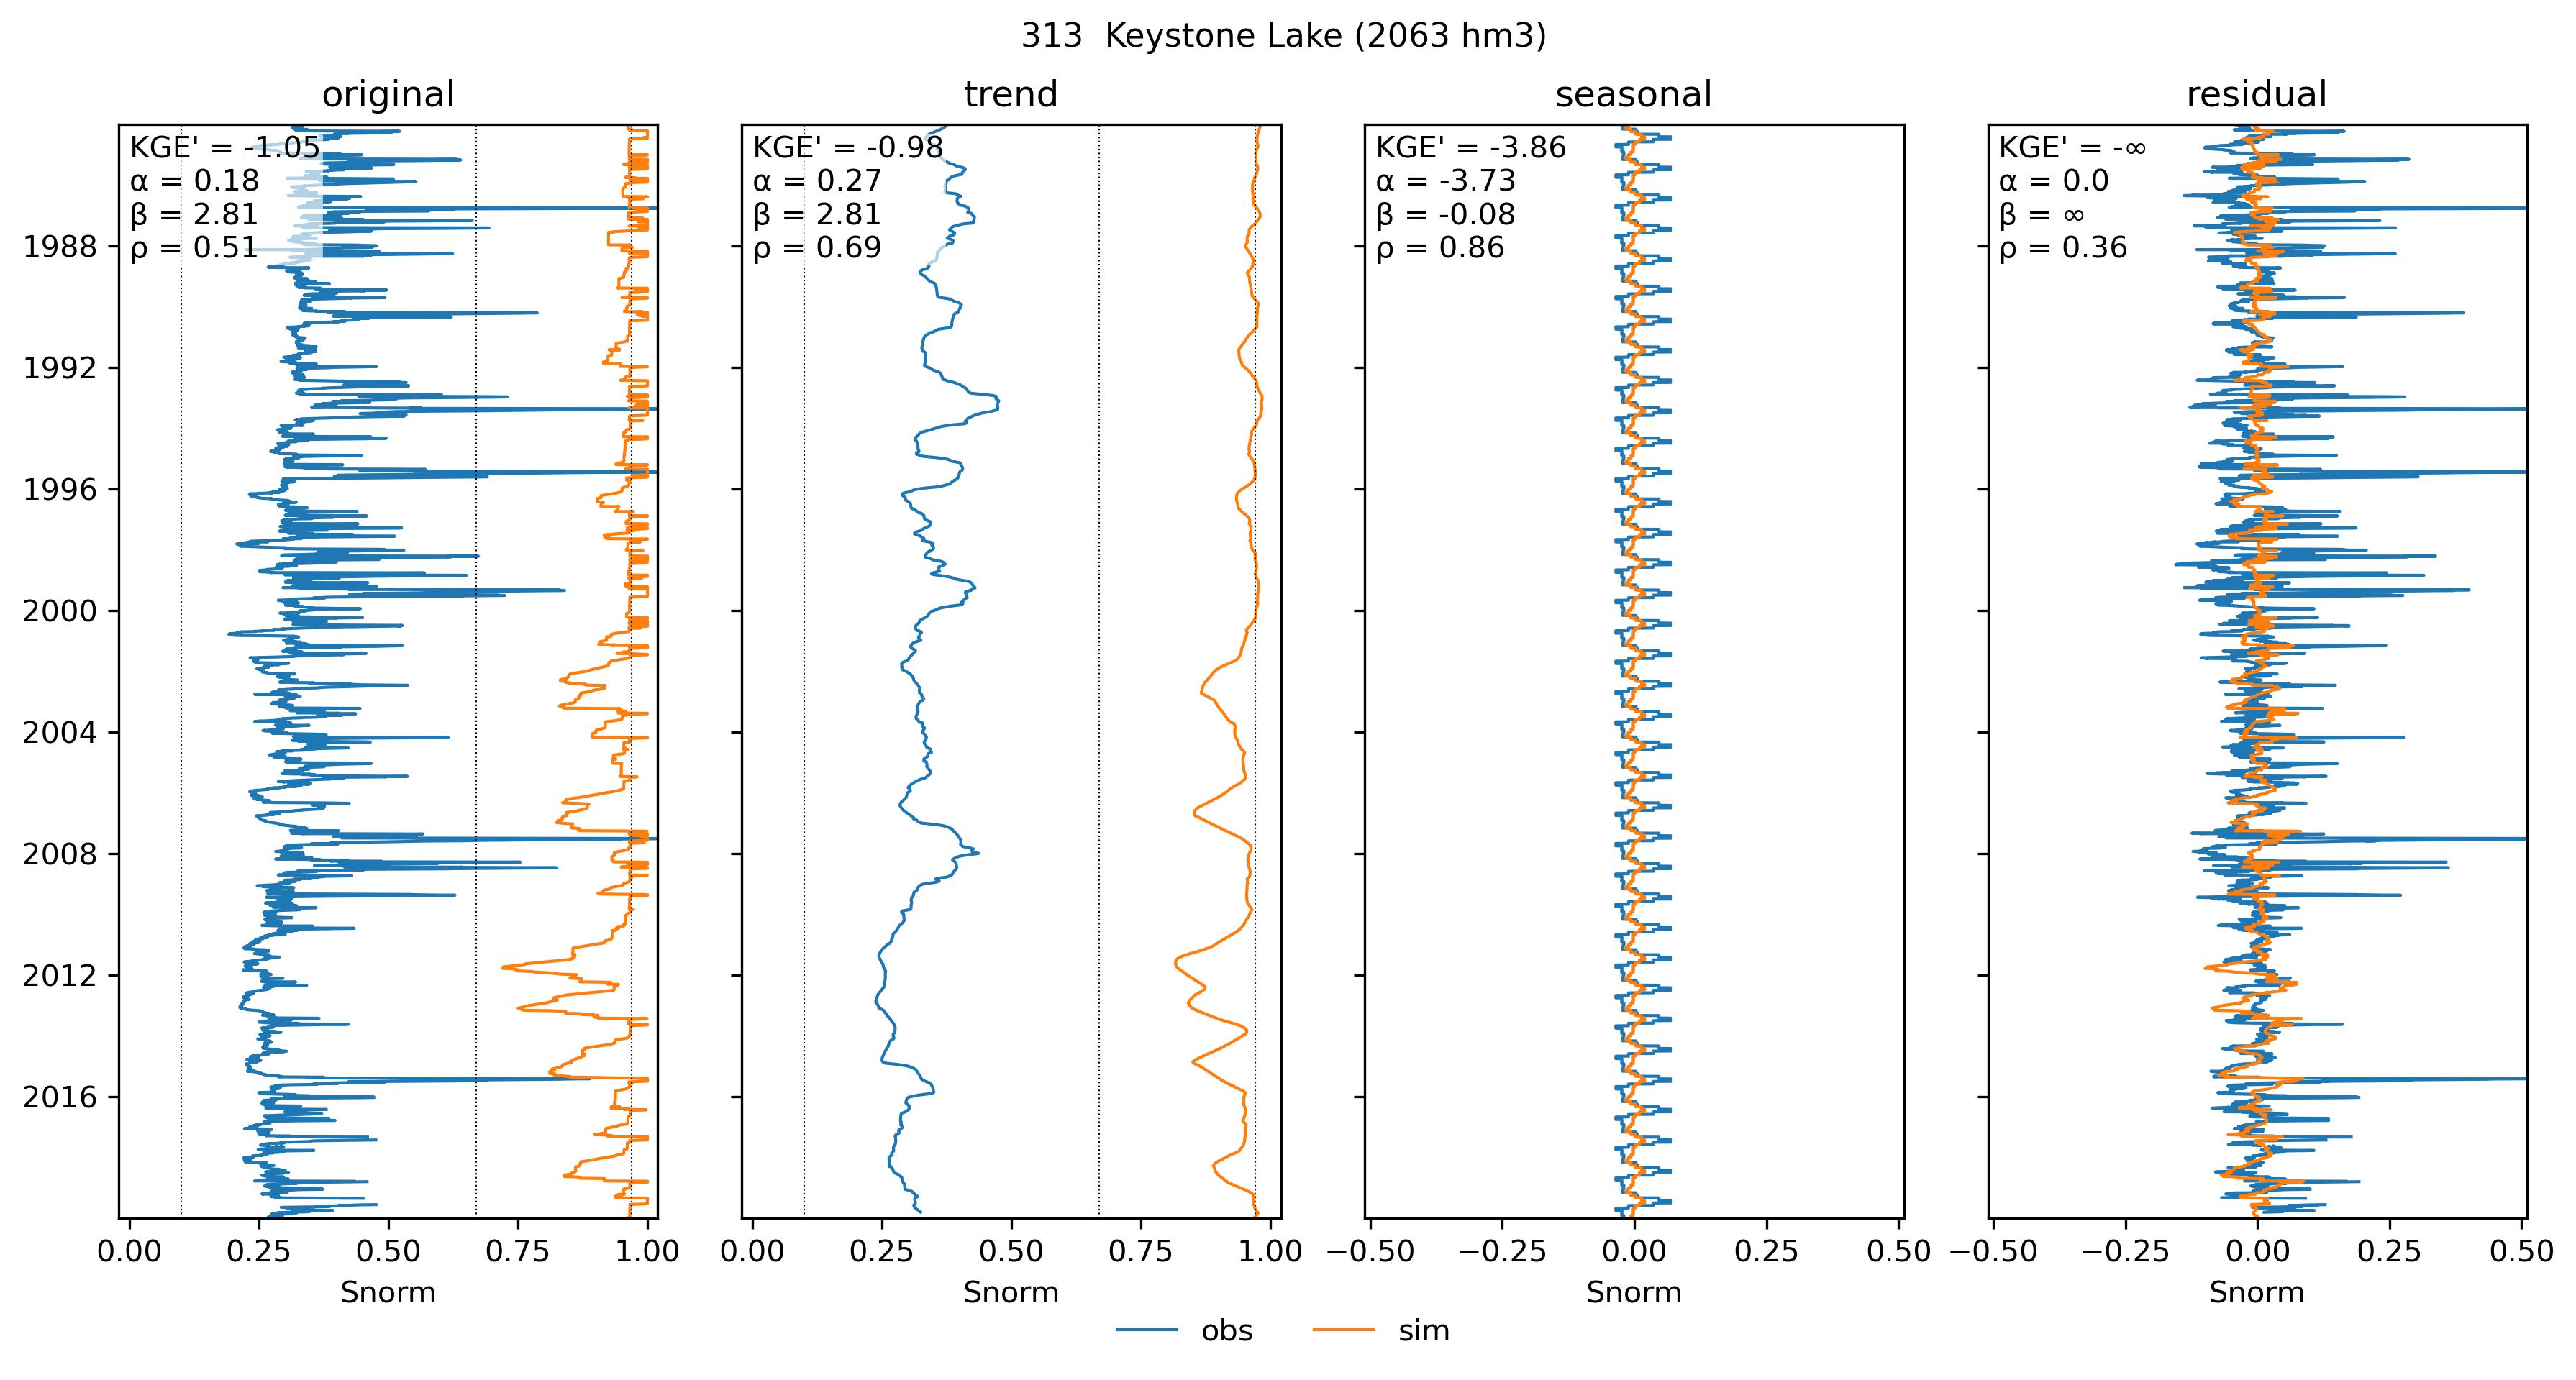 313  Keystone Lake (2063 hm3)
original
trend
seasonal
residual
KGE' = -1.05
α = 0.18
β = 2.81
ρ = 0.51
KGE' = -0.98
α = 0.27
β = 2.81
ρ = 0.69
KGE' = -3.86
α = -3.73
β = -0.08
ρ = 0.86
KGE' = -∞
α = 0.0
β = ∞
ρ = 0.36
1988
1992
1996
2000
2004
2008
2012
2016
0.00 0.25 0.50 0.75 1.00
0.00 0.25 0.50 0.75 1.00
−0.50 −0.25 0.00 0.25 0.50
−0.50 −0.25 0.00 0.25 0.50
Snorm
Snorm
Snorm
Snorm
obs
sim